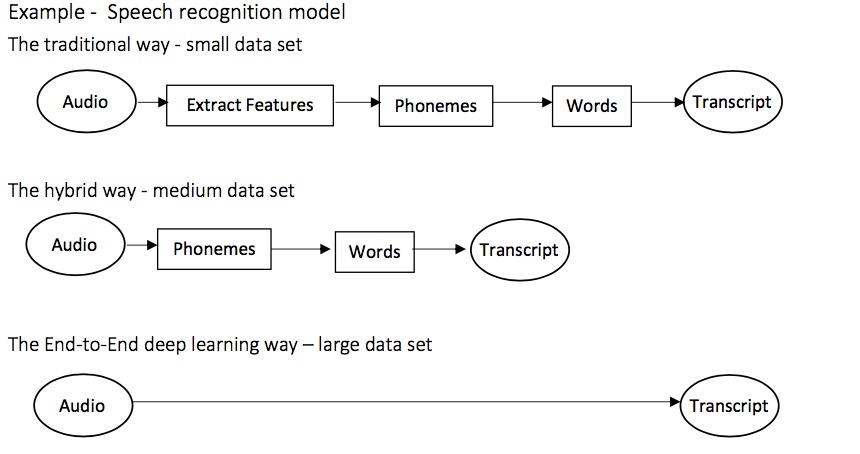 Example - Speech recognition model
The traditional way - small data set
Audio
Extract Features
Phonemes
Words
Transcript
The hybrid way - medium data set
Audio
Phonemes
Words
Transcript
The End-to-End deep learning way – large data set
Audio
Transcript